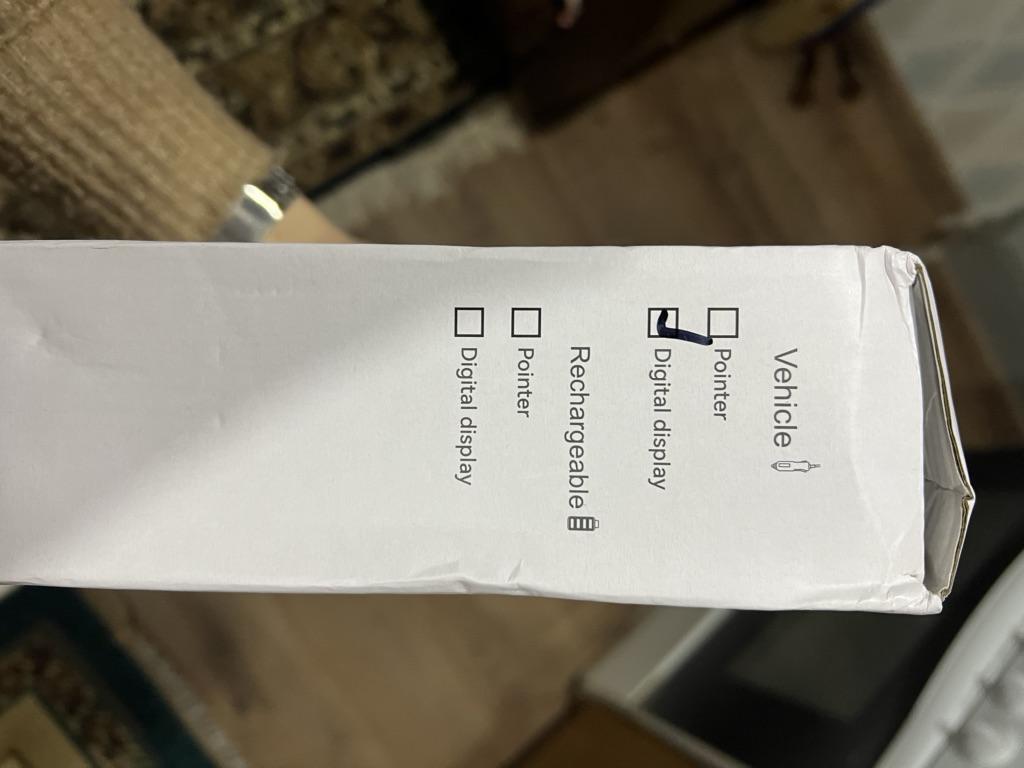 Vehicle
Pointer
Digital display
Rechargeable
Pointer
Digital display